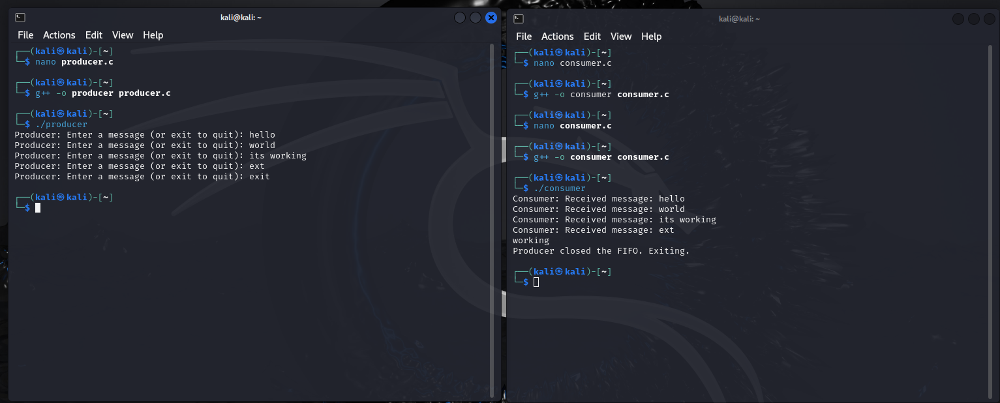 kali@kali: ~
File Actions Edit View Help
┌──(kali㉿kali)-[~]
└─$ nano producer.c
┌──(kali㉿kali)-[~]
└─$ g++ -o producer producer.c
┌──(kali㉿kali)-[~]
└─$ ./producer
Producer: Enter a message (or exit to quit): hello
Producer: Enter a message (or exit to quit): world
Producer: Enter a message (or exit to quit): its working
Producer: Enter a message (or exit to quit): ext
Producer: Enter a message (or exit to quit): exit
┌──(kali㉿kali)-[~]
└─$
kali@kali: ~
File Actions Edit View Help
┌──(kali㉿kali)-[~]
└─$ nano consumer.c
┌──(kali㉿kali)-[~]
└─$ g++ -o consumer consumer.c
┌──(kali㉿kali)-[~]
└─$ nano consumer.c
┌──(kali㉿kali)-[~]
└─$ g++ -o consumer consumer.c
┌──(kali㉿kali)-[~]
└─$ ./consumer
Consumer: Received message: hello
Consumer: Received message: world
Consumer: Received message: its working
Consumer: Received message: ext
working
Producer closed the FIFO. Exiting.
┌──(kali㉿kali)-[~]
└─$